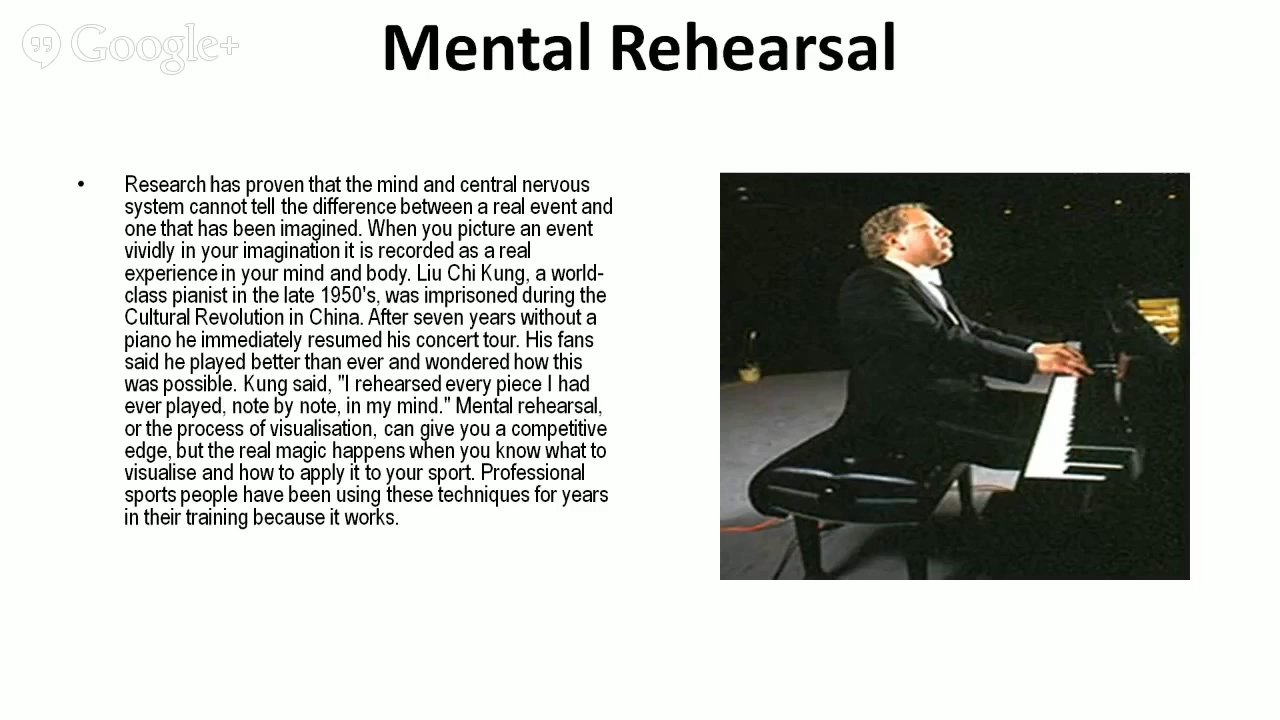 Google+
Mental Rehearsal
• Research has proven that the mind and central nervous
system cannot tell the difference between a real event and
one that has been imagined. When you picture an event
vividly in your imagination it is recorded as a real
experience in your mind and body. Liu Chi Kung, a world-
class pianist in the late 1950's, was imprisoned during the
Cultural Revolution in China. After seven years without a
piano he immediately resumed his concert tour. His fans
said he played better than ever and wondered how this
was possible. Kung said, "I rehearsed every piece I had
ever played, note by note, in my mind." Mental rehearsal,
or the process of visualisation, can give you a competitive
edge, but the real magic happens when you know what to
visualise and how to apply it to your sport. Professional
sports people have been using these techniques for years
in their training because it works.